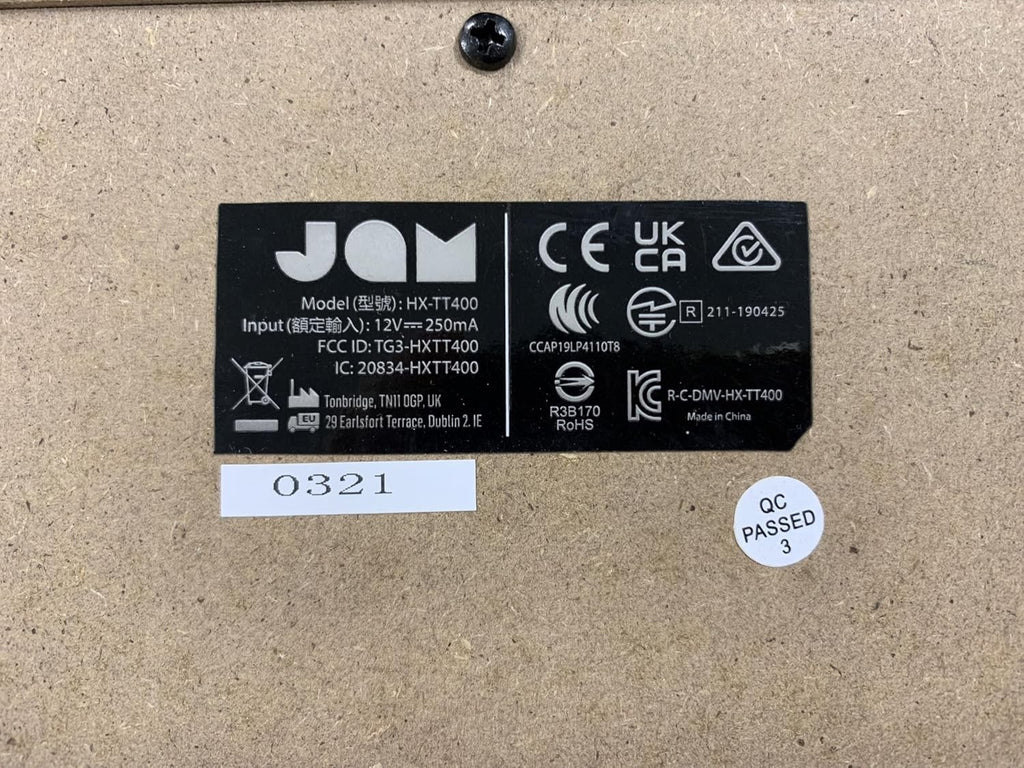 JAM
Model (型號): HX-TT400
Input (額定輸入): 12V⎓250mA
FCC ID: TG3-HXTT400
IC: 20834-HXTT400
Tonbridge, TN11 0GP, UK
EU
29 Earlsfort Terrace, Dublin 2. IE
CE UK
CA
R 211-190425
CCAP19LP4110T8
R3B170
RoHS
R-C-DMV-HX-TT400
Made in China
0321
QC
PASSED
3